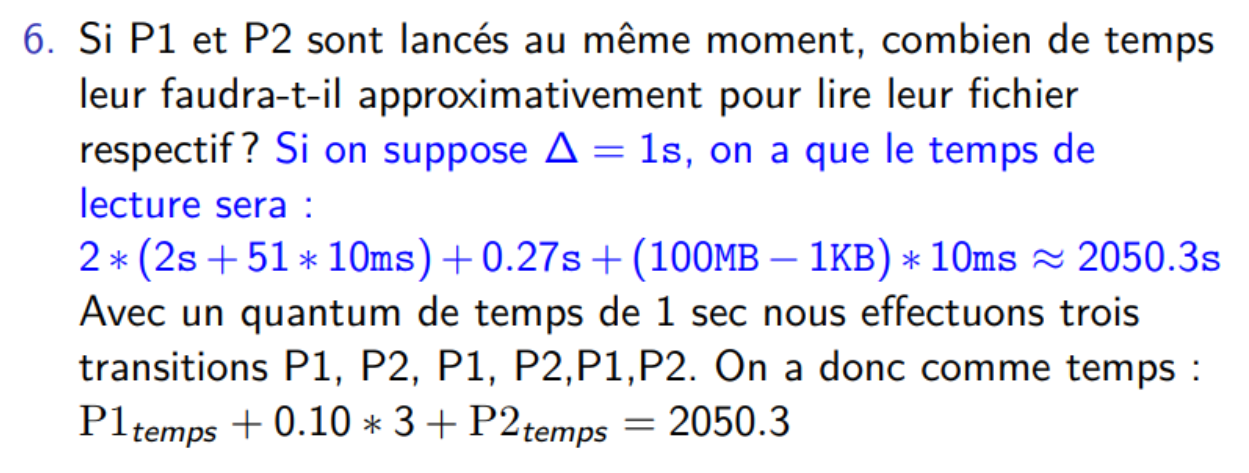 6. Si P1 et P2 sont lancés au même moment, combien de temps
leur faudra-t-il approximativement pour lire leur fichier
respectif ? Si on suppose Δ = 1s, on a que le temps de
lecture sera :
2 ∗ (2s + 51 ∗ 10ms) + 0.27s + (100MB − 1KB) ∗ 10ms ≈ 2050.3s
Avec un quantum de temps de 1 sec nous effectuons trois
transitions P1, P2, P1, P2,P1,P2. On a donc comme temps :
P1temps + 0.10 ∗ 3 + P2temps = 2050.3